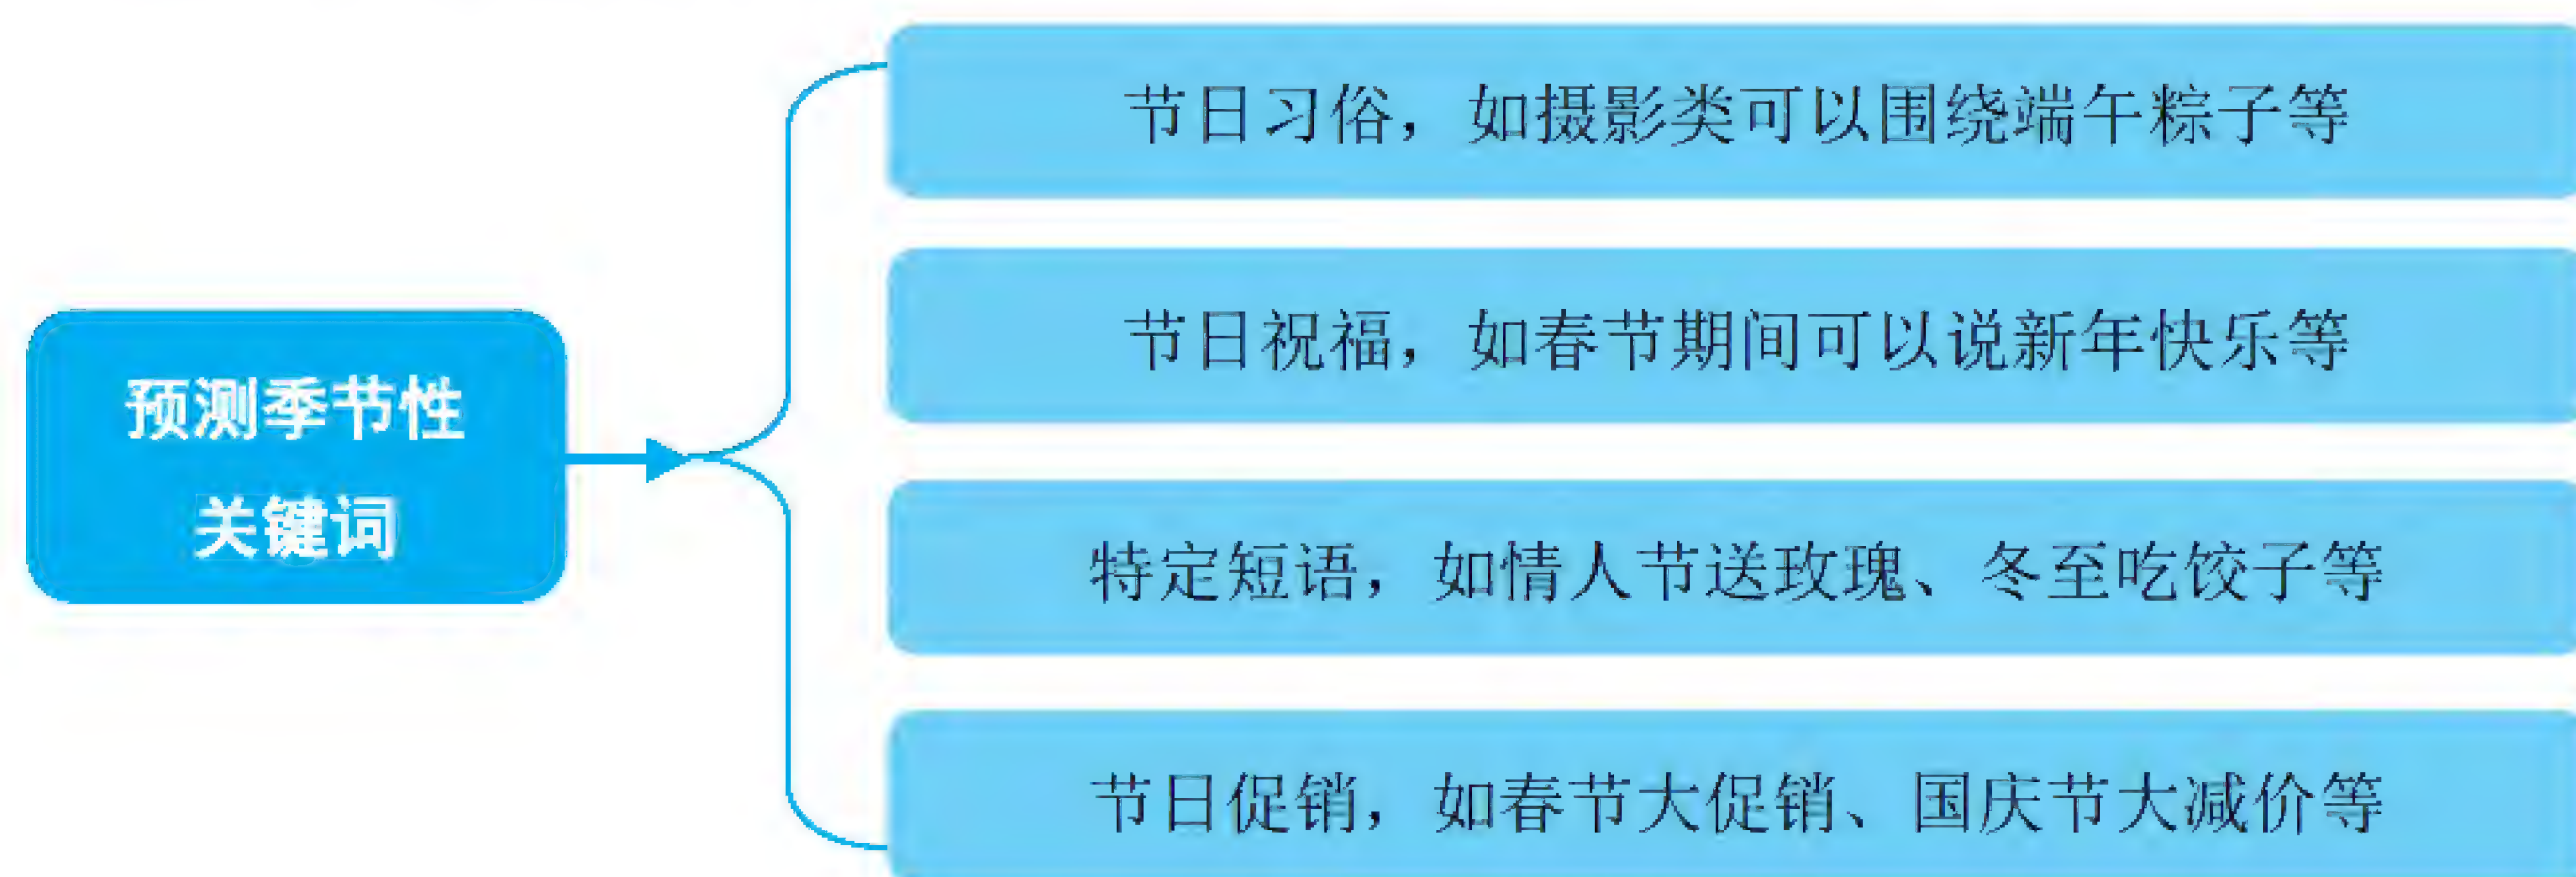 预测季节性
关键词
节日习俗，如摄影类可以围绕端午粽子等
节日祝福，如春节期间可以说新年快乐等
特定短语，如情人节送玫瑰、冬至吃饺子等
节日促销，如春节大促销、国庆节大减价等